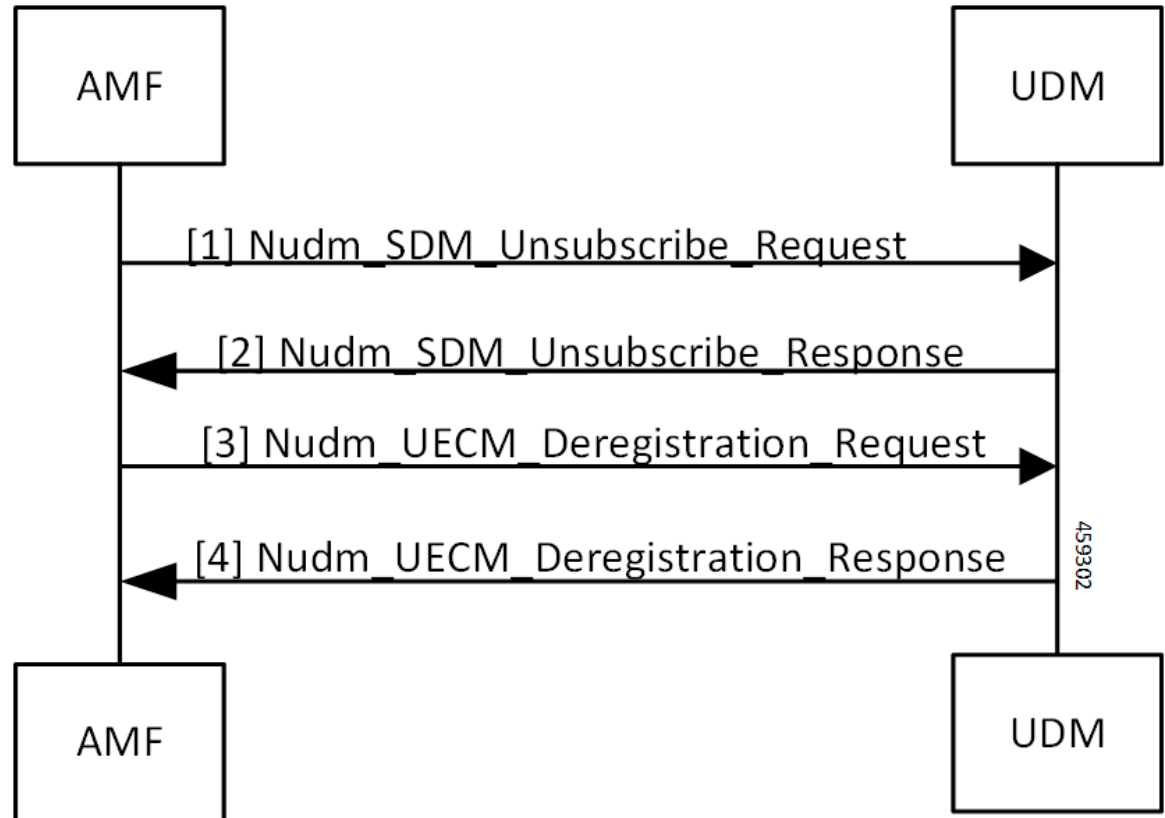 AMF
UDM
[1] Nudm_SDM_Unsubscribe_Request
[2] Nudm_SDM_Unsubscribe_Response
[3] Nudm_UECM_Deregistration_Request
[4] Nudm_UECM_Deregistration_Response
459302
AMF
UDM